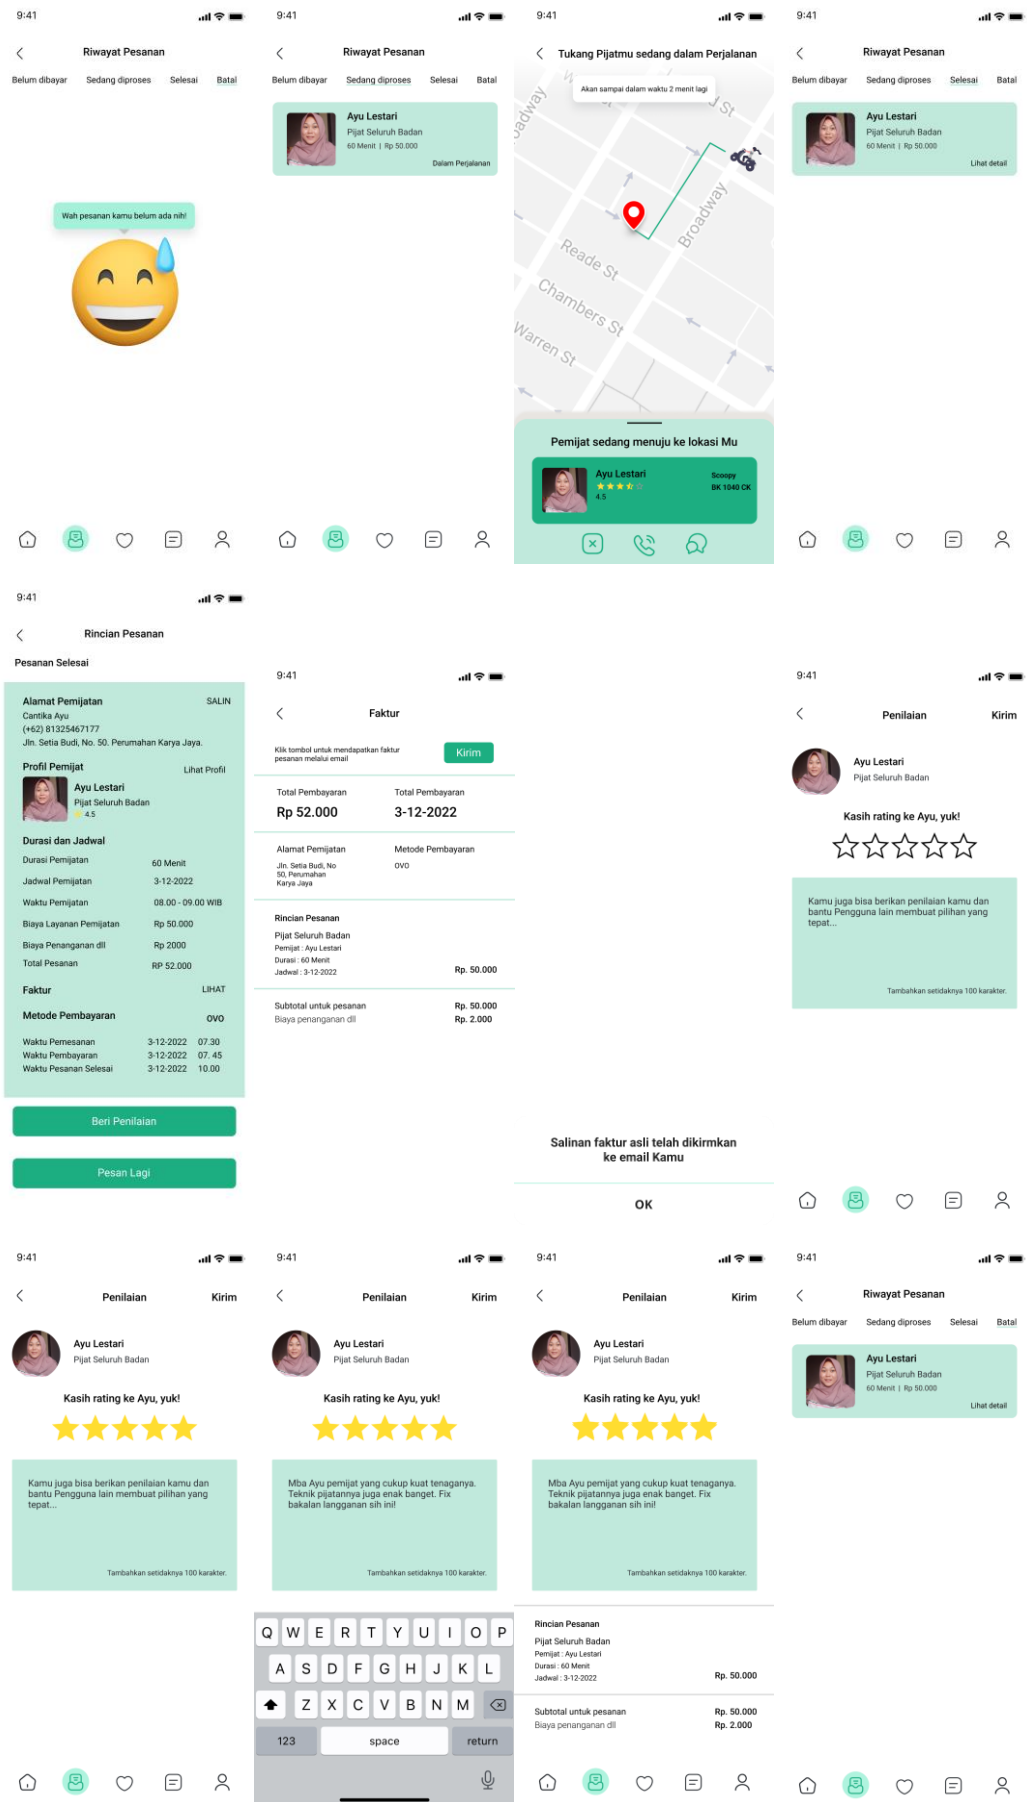 9:41
Riwayat Pesanan
Belum dibayar Sedang diproses Selesai Batal
Wah pesanan kamu belum ada nih!
9:41
Riwayat Pesanan
Belum dibayar Sedang diproses Selesai Batal
Ayu Lestari
Pijat Seluruh Badan
60 Menit | Rp 50.000
Dalam Perjalanan
9:41
Tukang Pijatmu sedang dalam Perjalanan
Akan sampai dalam waktu 2 menit lagi
Broadway
Reade St
Chambers St
Warren St
Pemijat sedang menuju ke lokasi Mu
Ayu Lestari
4.5
Scoopy
BK 1040 CK
9:41
Riwayat Pesanan
Belum dibayar Sedang diproses Selesai Batal
Ayu Lestari
Pijat Seluruh Badan
60 Menit | Rp 50.000
Lihat detail
9:41
Rincian Pesanan
Pesanan Selesai
Alamat Pemijatan SALIN
Cantika Ayu
(+62) 81325467177
Jln. Setia Budi, No. 50. Perumahan Karya Jaya.
Profil Pemijat Lihat Profil
Ayu Lestari
Pijat Seluruh Badan
4.5
Durasi dan Jadwal
Durasi Pemijatan 60 Menit
Jadwal Pemijatan 3-12-2022
Waktu Pemijatan 08.00 - 09.00 WIB
Biaya Layanan Pemijatan Rp 50.000
Biaya Penanganan dll Rp 2000
Total Pesanan RP 52.000
Faktur LIHAT
Metode Pembayaran OVO
Waktu Pemesanan 3-12-2022 07.30
Waktu Pembayaran 3-12-2022 07. 45
Waktu Pesanan Selesai 3-12-2022 10.00
Beri Penilaian
Pesan Lagi
9:41
Faktur
Klik tombol untuk mendapatkan faktur
pesanan melalui email
Kirim
Total Pembayaran Total Pembayaran
Rp 52.000 3-12-2022
Alamat Pemijatan Metode Pembayaran
Jln. Setia Budi, No OVO
50, Perumahan
Karya Jaya
Rincian Pesanan
Pijat Seluruh Badan
Pemijat : Ayu Lestari
Durasi : 60 Menit
Jadwal : 3-12-2022 Rp. 50.000
Subtotal untuk pesanan Rp. 50.000
Biaya penanganan dll Rp. 2.000
Salinan faktur asli telah dikirmkan
ke email Kamu
OK
9:41
Penilaian Kirim
Ayu Lestari
Pijat Seluruh Badan
Kasih rating ke Ayu, yuk!
Kamu juga bisa berikan penilaian kamu dan
bantu Pengguna lain membuat pilihan yang
tepat...
Tambahkan setidaknya 100 karakter.
9:41
Penilaian Kirim
Ayu Lestari
Pijat Seluruh Badan
Kasih rating ke Ayu, yuk!
Kamu juga bisa berikan penilaian kamu dan
bantu Pengguna lain membuat pilihan yang
tepat...
Tambahkan setidaknya 100 karakter.
9:41
Penilaian Kirim
Ayu Lestari
Pijat Seluruh Badan
Kasih rating ke Ayu, yuk!
Mba Ayu pemijat yang cukup kuat tenaganya.
Teknik pijatannya juga enak banget. Fix
bakalan langganan sih ini!
Tambahkan setidaknya 100 karakter.
Q W E R T Y U I O P
A S D F G H J K L
Z X C V B N M
123 space return
9:41
Penilaian Kirim
Ayu Lestari
Pijat Seluruh Badan
Kasih rating ke Ayu, yuk!
Mba Ayu pemijat yang cukup kuat tenaganya.
Teknik pijatannya juga enak banget. Fix
bakalan langganan sih ini!
Tambahkan setidaknya 100 karakter.
Rincian Pesanan
Pijat Seluruh Badan
Pemijat : Ayu Lestari
Durasi : 60 Menit
Jadwal : 3-12-2022 Rp. 50.000
Subtotal untuk pesanan Rp. 50.000
Biaya penanganan dll Rp. 2.000
9:41
Riwayat Pesanan
Belum dibayar Sedang diproses Selesai Batal
Ayu Lestari
Pijat Seluruh Badan
60 Menit | Rp 50.000
Lihat detail